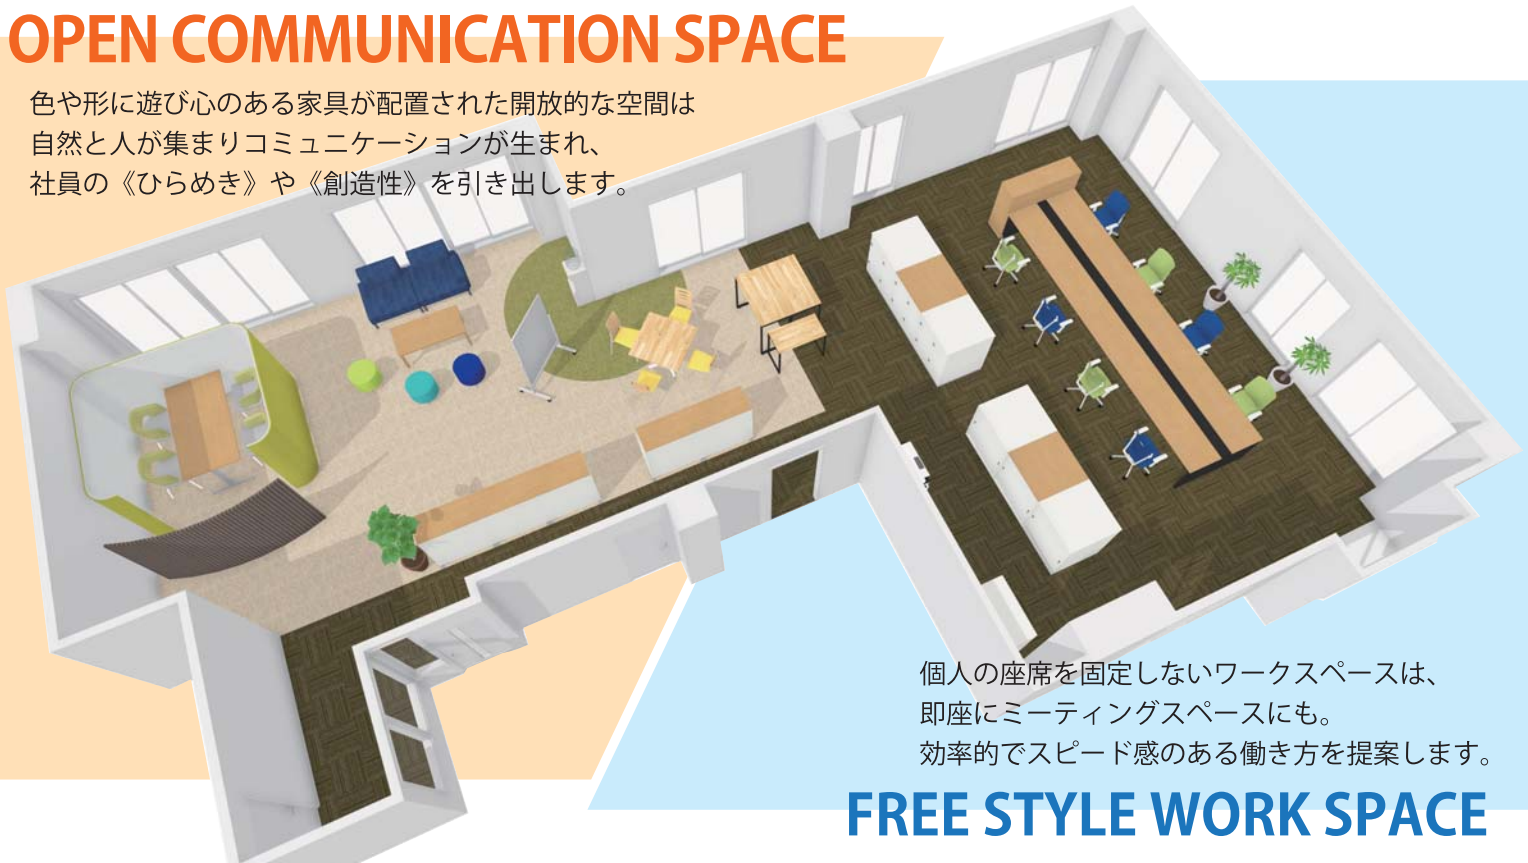 OPEN COMMUNICATION SPACE
色や形に遊び心のある家具が配置された開放的な空間は
自然と人が集まりコミュニケーションが生まれ、
社員の《ひらめき》や《創造性》を引き出します。
個人の座席を固定しないワークスペースは、
即座にミーティングスペースにも。
効率的でスピード感のある働き方を提案します。
FREE STYLE WORK SPACE